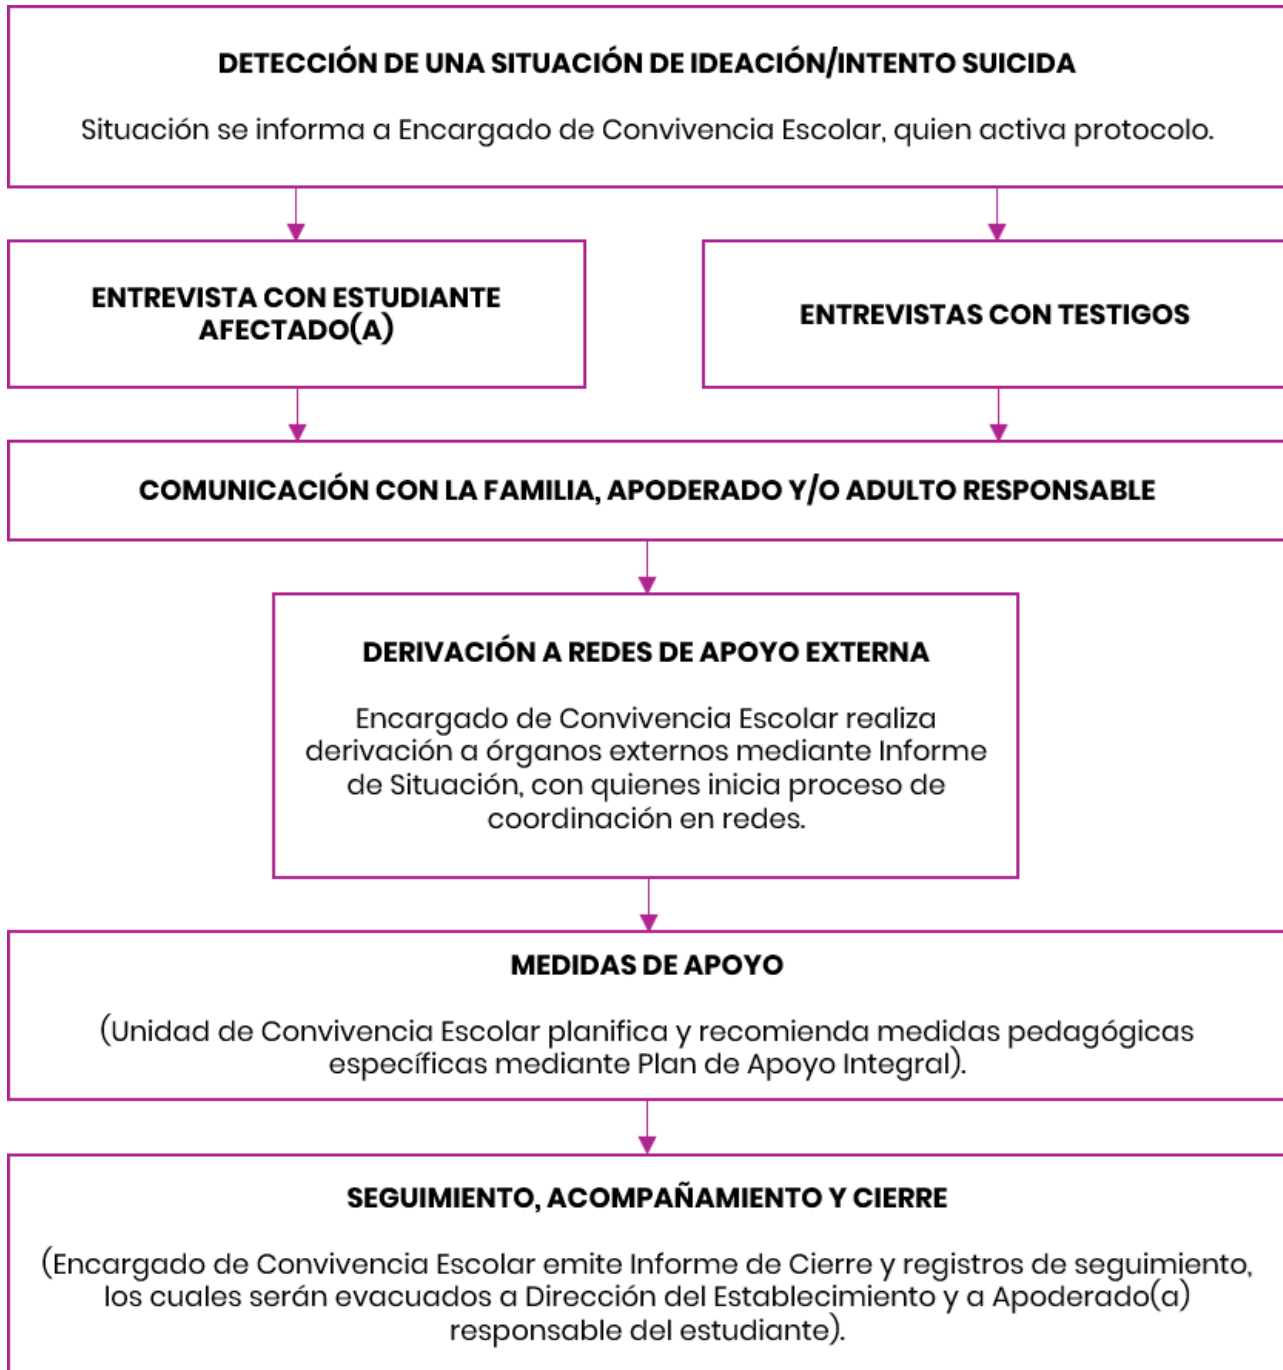 DETECCIÓN DE UNA SITUACIÓN DE IDEACIÓN/INTENTO SUICIDA
Situación se informa a Encargado de Convivencia Escolar, quien activa protocolo.
ENTREVISTA CON ESTUDIANTE
AFECTADO(A)
ENTREVISTAS CON TESTIGOS
COMUNICACIÓN CON LA FAMILIA, APODERADO Y/O ADULTO RESPONSABLE
DERIVACIÓN A REDES DE APOYO EXTERNA
Encargado de Convivencia Escolar realiza
derivación a órganos externos mediante Informe
de Situación, con quienes inicia proceso de
coordinación en redes.
MEDIDAS DE APOYO
(Unidad de Convivencia Escolar planifica y recomienda medidas pedagógicas
específicas mediante Plan de Apoyo Integral).
SEGUIMIENTO, ACOMPAÑAMIENTO Y CIERRE
(Encargado de Convivencia Escolar emite Informe de Cierre y registros de seguimiento,
los cuales serán evacuados a Dirección del Establecimiento y a Apoderado(a)
responsable del estudiante).